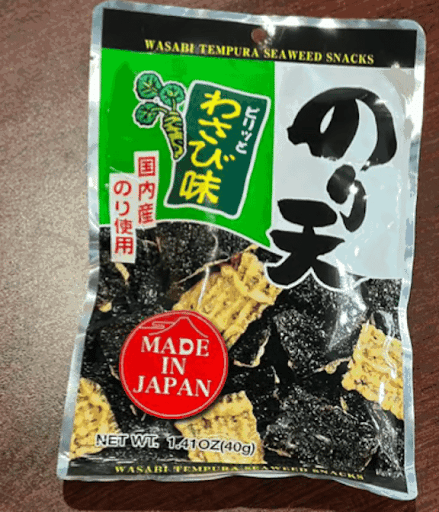 WASABI TEMPURA SEAWEED SNACKS
のり天
ピリッと
わさび味
国内産
のり使用
MADE
IN
JAPAN
NET WT. 1.41OZ(40g)
WASABI TEMPURA SEAWEED SNACKS